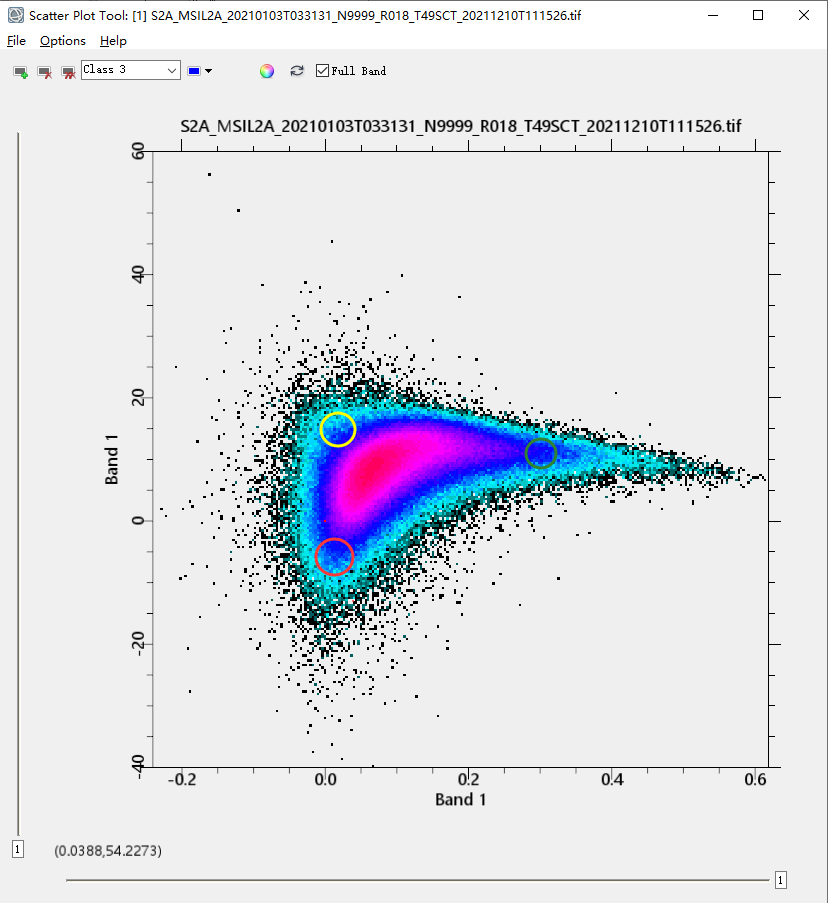 Scatter Plot Tool: [1] S2A_MSIL2A_20210103T033131_N9999_R018_T49SCT_20211210T111526.tif
File Options Help
Class 3 Full Band
S2A_MSIL2A_20210103T033131_N9999_R018_T49SCT_20211210T111526.tif
60
40
20
Band 1
0
-20
-40
-0.2 0.0 0.2 0.4 0.6
Band 1
1 (0.0388,54.2273)
1